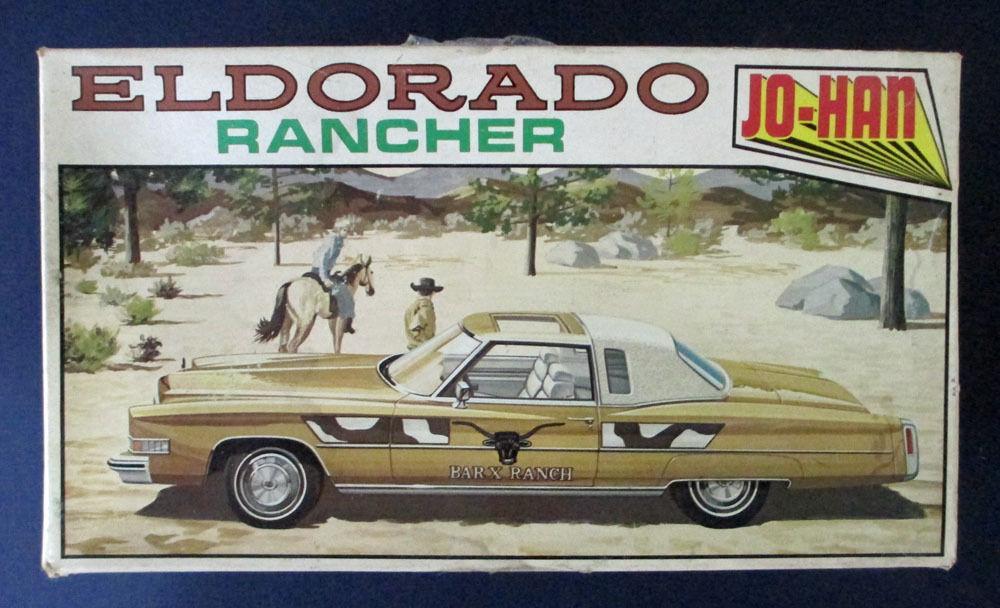 ELDORADO
RANCHER
JO-HAN
BAR X RANCH